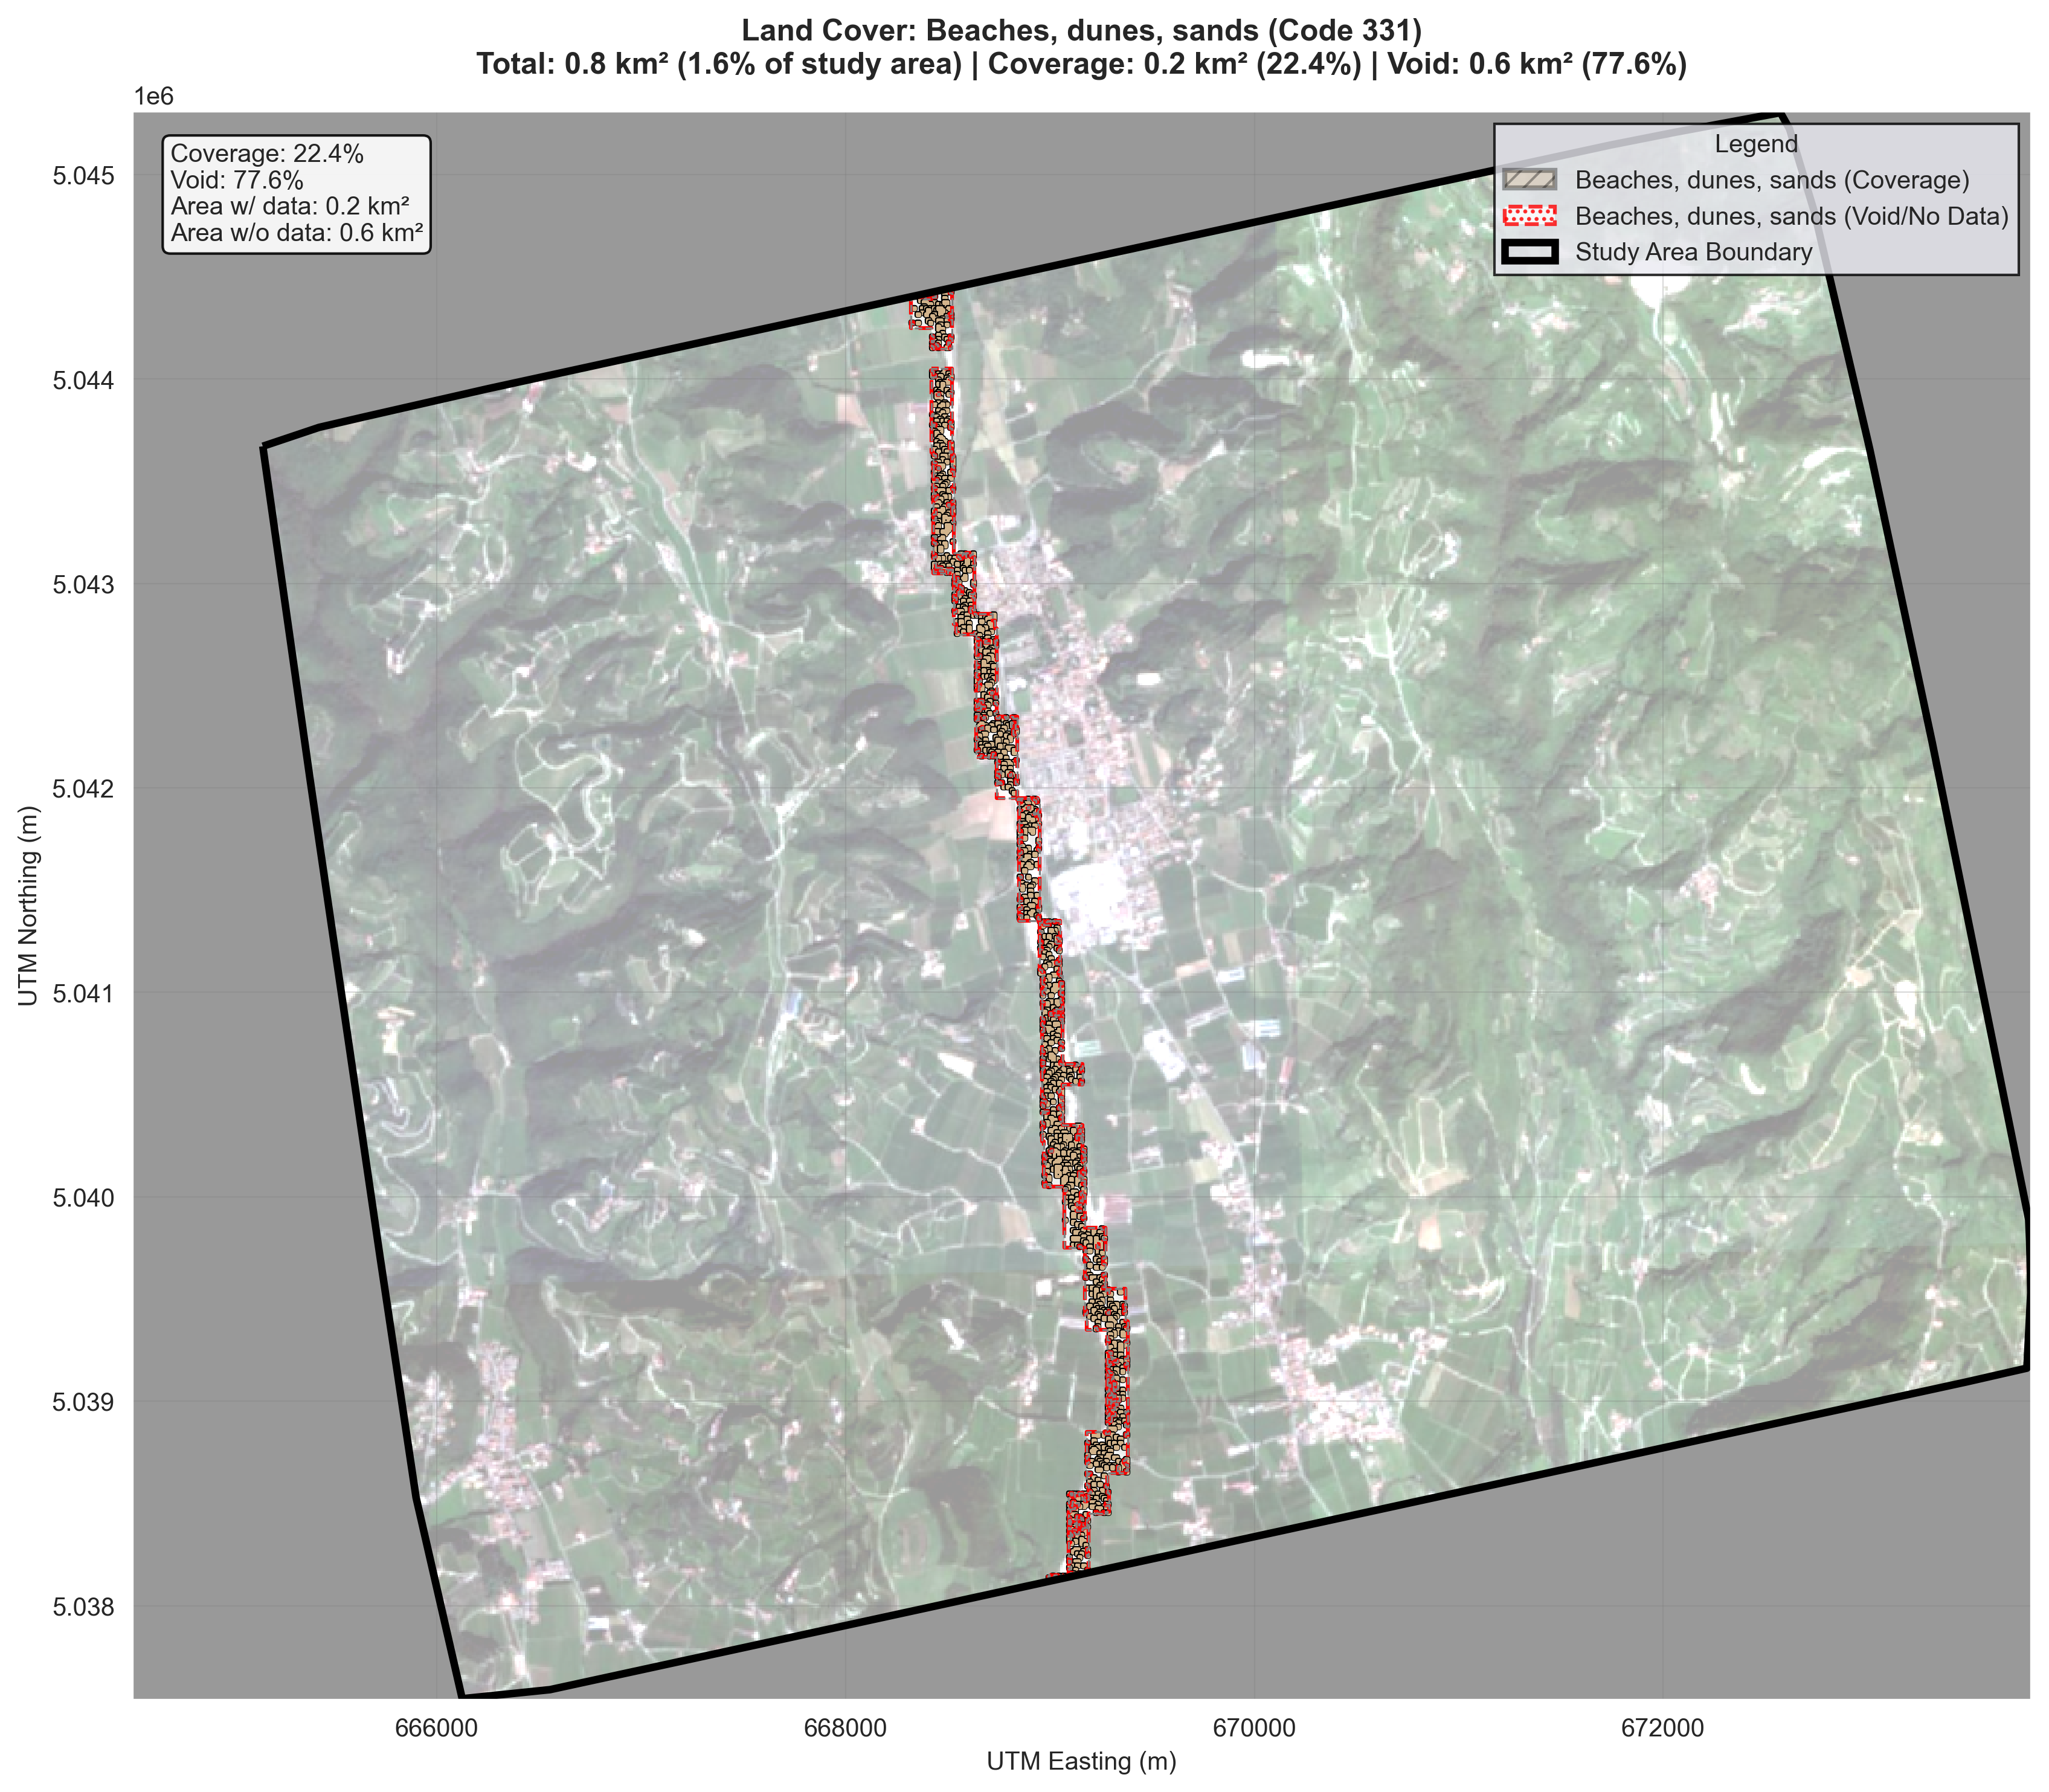 Land Cover: Beaches, dunes, sands (Code 331)
Total: 0.8 km² (1.6% of study area) | Coverage: 0.2 km² (22.4%) | Void: 0.6 km² (77.6%)
1e6
Coverage: 22.4%
Void: 77.6%
Area w/ data: 0.2 km²
Area w/o data: 0.6 km²
Legend
Beaches, dunes, sands (Coverage)
Beaches, dunes, sands (Void/No Data)
Study Area Boundary
5.045
5.044
5.043
5.042
5.041
5.040
5.039
5.038
UTM Northing (m)
666000
668000
670000
672000
UTM Easting (m)